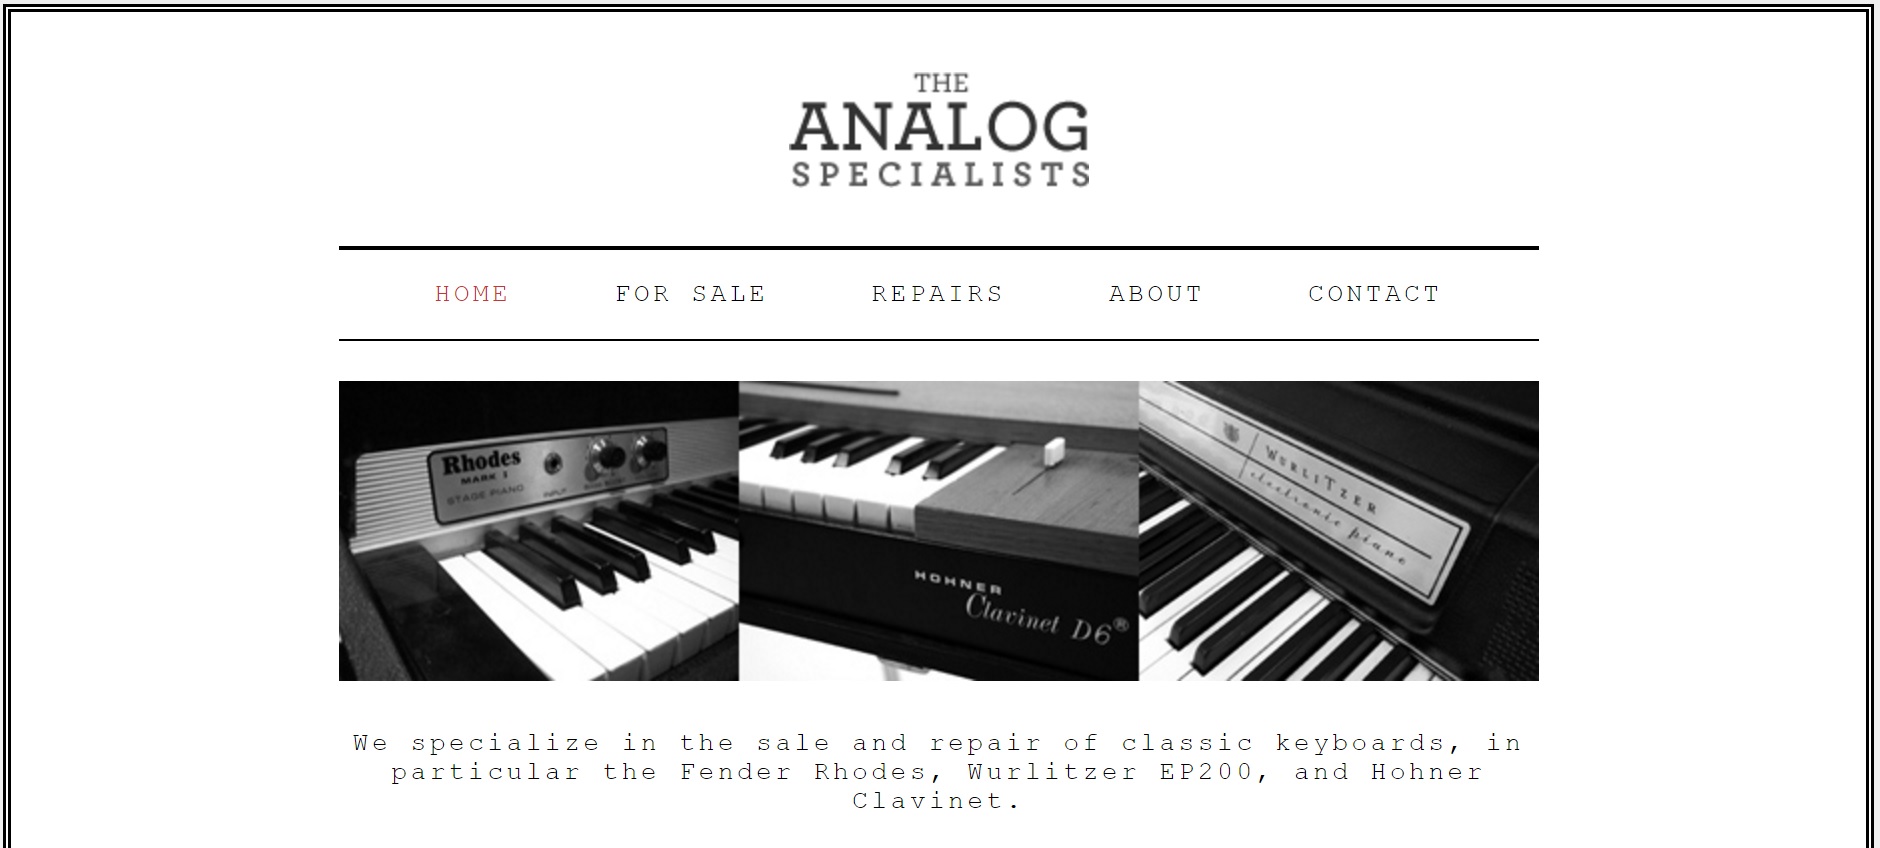 THE
ANALOG
SPECIALISTS
HOME FOR SALE REPAIRS ABOUT CONTACT
Rhodes
MARK I
STAGE PIANO
INPUT
BASS BOOST
HOHNER
Clavinet D6®
WURLITZER
electronic piano
We specialize in the sale and repair of classic keyboards, in
particular the Fender Rhodes, Wurlitzer EP200, and Hohner
Clavinet.